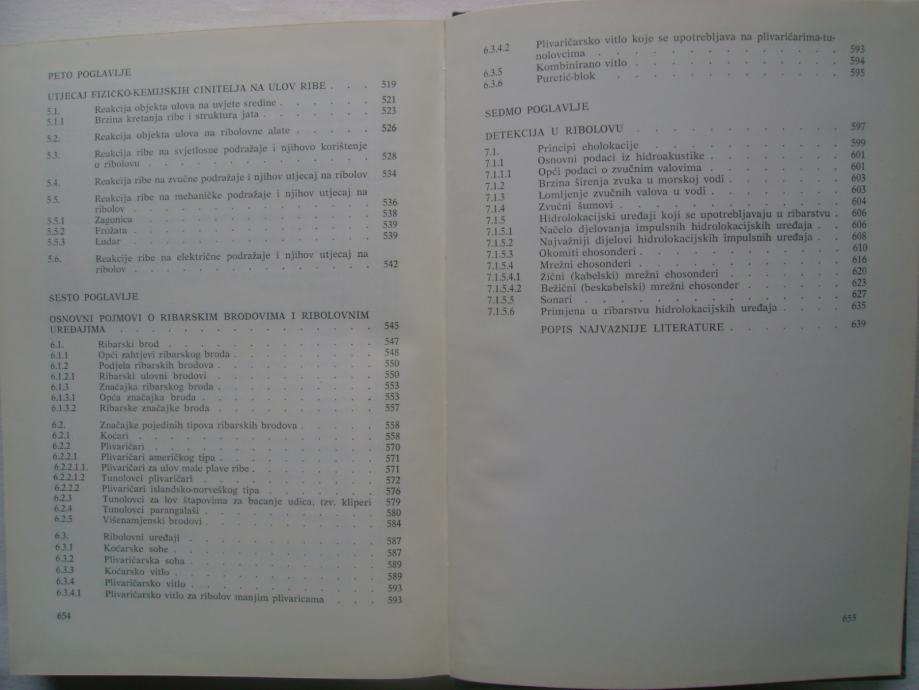 PETO POGLAVLJE
UTJECAJ FIZIČKO-KEMIJSKIH ČINITELJA NA ULOV RIBE . . . 519
5.1. Reakcija objekta ulova na uvjete sredine . . . . . . . 521
5.1.1 Brzina kretanja ribe i struktura jata . . . . . . . . 523
5.2. Reakcija objekta ulova na ribolovne alate . . . . . . 526
5.3. Reakcija ribe na svjetlosne podražaje i njihovo korištenje
u ribolovu . . . . . . . . . . . . . 528
5.4. Reakcija ribe na zvučne podražaje i njihov utjecaj na ribolov 534
5.5. Reakcija ribe na mehaničke podražaje i njihov utjecaj na
ribolov . . . . . . . . . . . . . 536
5.5.1 Zagonica . . . . . . . . . . . . . 538
5.5.2 Frožata . . . . . . . . . . . . . 539
5.5.3 Ludar . . . . . . . . . . . . . 539
5.6. Reakcije ribe na električne podražaje i njihov utjecaj na
ribolov . . . . . . . . . . . . . 542
ŠESTO POGLAVLJE
OSNOVNI POJMOVI O RIBARSKIM BRODOVIMA I RIBOLOVNIM
UREĐAJIMA . . . . . . . . . . . . . 545
6.1. Ribarski brod . . . . . . . . . . . . 547
6.1.1 Opći zahtjevi ribarskog broda . . . . . . . . . 548
6.1.2 Podjela ribarskih brodova . . . . . . . . . . 550
6.1.2.1 Ribarski ulovni brodovi . . . . . . . . . . 550
6.1.3 Značajka ribarskog broda . . . . . . . . . . 553
6.1.3.1 Opća značajka broda . . . . . . . . . . . 553
6.1.3.2 Ribarske značajke broda . . . . . . . . . . 557
6.2. Značajke pojedinih tipova ribarskih brodova . . . . . . 558
6.2.1 Koćari . . . . . . . . . . . . . 558
6.2.2 Plivaričari . . . . . . . . . . . . . 570
6.2.2.1 Plivaričari američkog tipa . . . . . . . . . . 571
6.2.2.1.1. Plivaričari za ulov male plave ribe . . . . . . . . 571
6.2.2.1.2 Tunolovci plivaričari . . . . . . . . . . . 572
6.2.2.2 Plivaričari islandsko-norveškog tipa . . . . . . . . 576
6.2.3 Tunolovci za lov štapovima za bacanje udica, tzv. kliperi 579
6.2.4 Tunolovci parangalaši . . . . . . . . . . . 580
6.2.5 Višenamjenski brodovi . . . . . . . . . . . 584
6.3. Ribolovni uređaji . . . . . . . . . . . 587
6.3.1 Koćarske sohe . . . . . . . . . . . . 587
6.3.2 Plivaričarska soha . . . . . . . . . . . 589
6.3.3 Koćarsko vitlo . . . . . . . . . . . . 589
6.3.4 Plivaričarsko vitlo . . . . . . . . . . . 593
6.3.4.1 Plivaričarsko vitlo za ribolov manjim plivaricama . . . 593
654
6.3.4.2 Plivaričarsko vitlo koje se upotrebljava na plivaričarima-tu-
nolovcima . . . . . . . . . . . . . 593
6.3.5 Kombinirano vitlo . . . . . . . . . . . 594
6.3.6 Puretić-blok . . . . . . . . . . . . . 595
SEDMO POGLAVLJE
DETEKCIJA U RIBOLOVU . . . . . . . . . . . 597
7.1. Principi eholokacije . . . . . . . . . . . 599
7.1.1 Osnovni podaci iz hidroakustike . . . . . . . . 601
7.1.1.1 Opći podaci o zvučnim valovima . . . . . . . . 601
7.1.2 Brzina širenja zvuka u morskoj vodi . . . . . . . 603
7.1.3 Lomljenje zvučnih valova u vodi . . . . . . . . 603
7.1.4 Zvučni šumovi . . . . . . . . . . . . 604
7.1.5 Hidrolokacijski uređaji koji se upotrebljavaju u ribarstvu . 606
7.1.5.1 Načelo djelovanja impulsnih hidrolokacijskih uređaja . . 606
7.1.5.2 Najvažniji dijelovi hidrolokacijskih impulsnih uređaja . . 608
7.1.5.3 Okomiti ehosonderi . . . . . . . . . . . 610
7.1.5.4 Mrežni ehosonderi . . . . . . . . . . . 616
7.1.5.4.1 Žični (kabelski) mrežni ehosonderi . . . . . . . 620
7.1.5.4.2 Bežični (beskabelski) mrežni ehosonder . . . . . . 623
7.1.5.5 Sonari . . . . . . . . . . . . . 627
7.1.5.6 Primjena u ribarstvu hidrolokacijskih uređaja . . . . 635
POPIS NAJVAŽNIJE LITERATURE . . . . . . 639
655